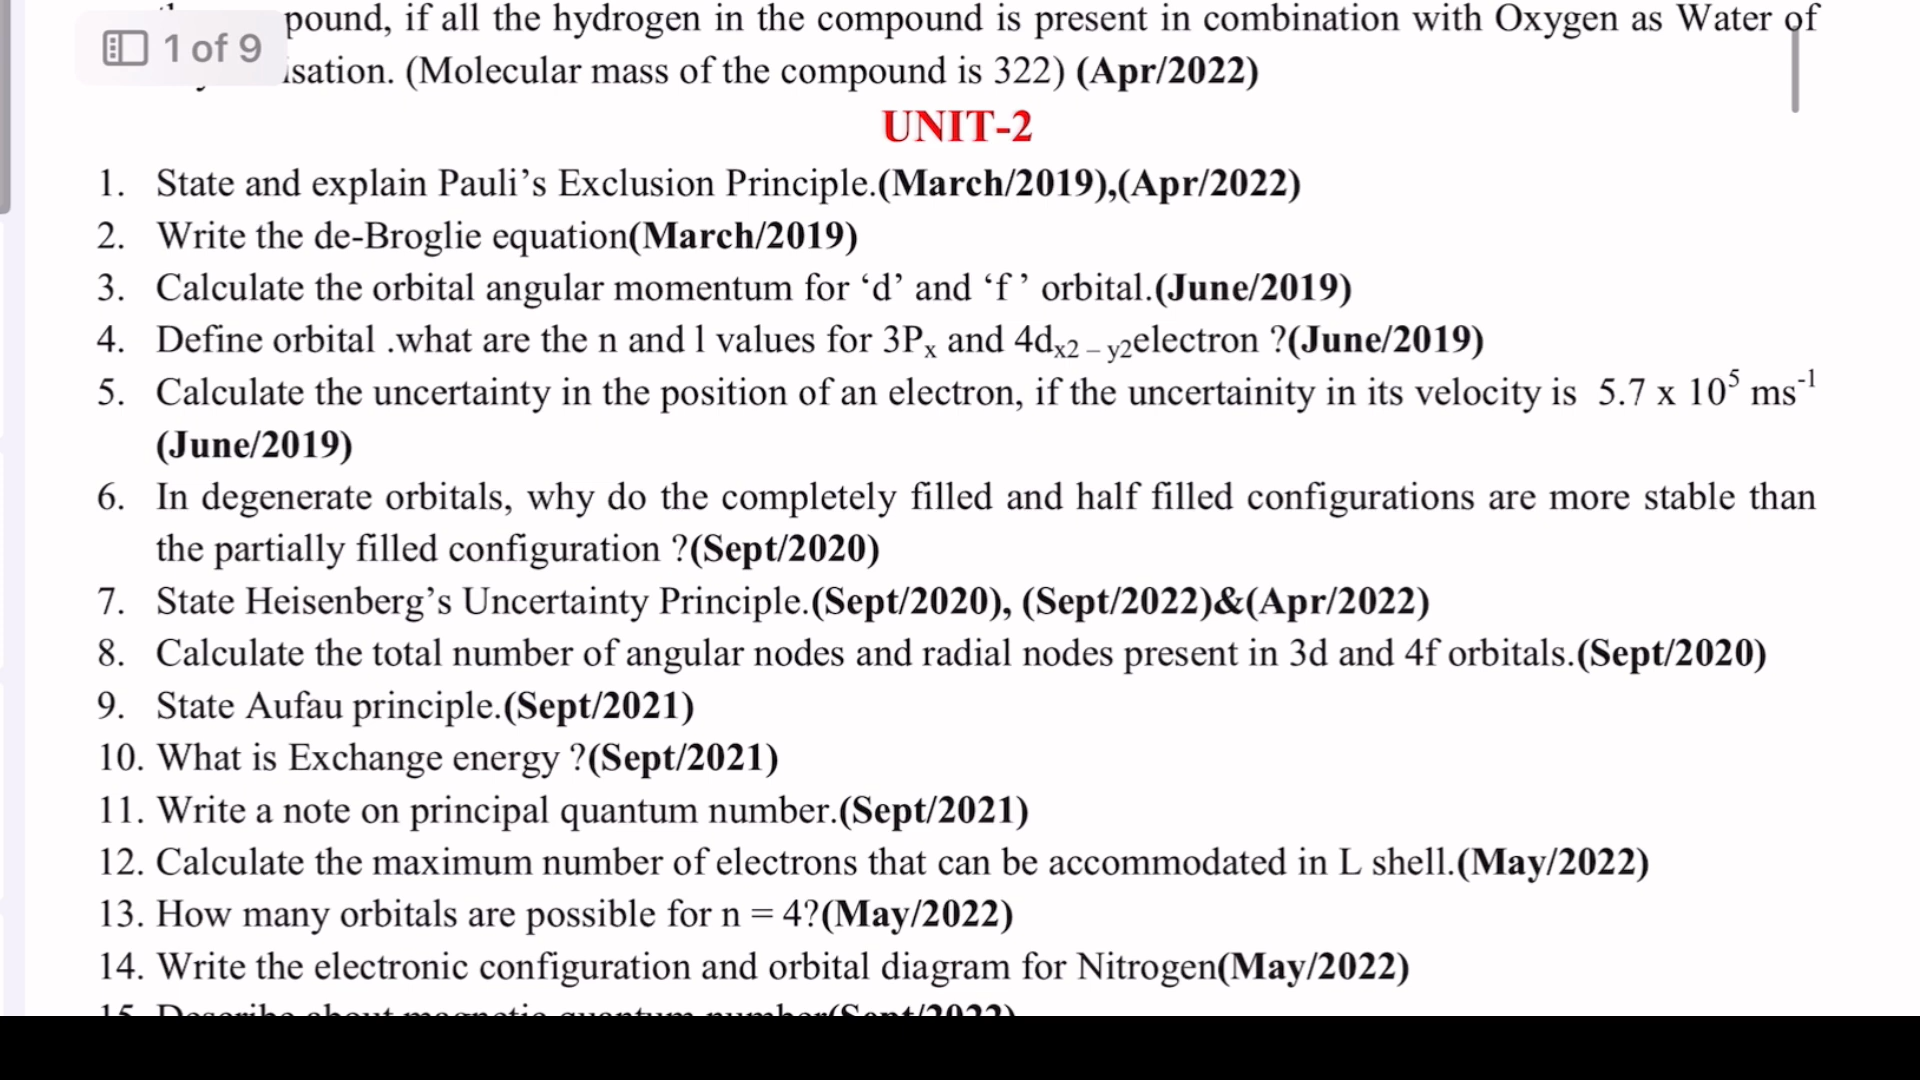 1 of 9
pound, if all the hydrogen in the compound is present in combination with Oxygen as Water of
isation. (Molecular mass of the compound is 322) (Apr/2022)
UNIT-2
1. State and explain Pauli’s Exclusion Principle.(March/2019),(Apr/2022)
2. Write the de-Broglie equation(March/2019)
3. Calculate the orbital angular momentum for ‘d’ and ‘f ’ orbital.(June/2019)
4. Define orbital .what are the n and l values for 3Px and 4dx2 – y2electron ?(June/2019)
5. Calculate the uncertainty in the position of an electron, if the uncertainity in its velocity is 5.7 x 10⁵ ms⁻¹
(June/2019)
6. In degenerate orbitals, why do the completely filled and half filled configurations are more stable than
the partially filled configuration ?(Sept/2020)
7. State Heisenberg’s Uncertainty Principle.(Sept/2020), (Sept/2022)&(Apr/2022)
8. Calculate the total number of angular nodes and radial nodes present in 3d and 4f orbitals.(Sept/2020)
9. State Aufau principle.(Sept/2021)
10. What is Exchange energy ?(Sept/2021)
11. Write a note on principal quantum number.(Sept/2021)
12. Calculate the maximum number of electrons that can be accommodated in L shell.(May/2022)
13. How many orbitals are possible for n = 4?(May/2022)
14. Write the electronic configuration and orbital diagram for Nitrogen(May/2022)
15. Describe about magnetic quantum number(Sept/2022)